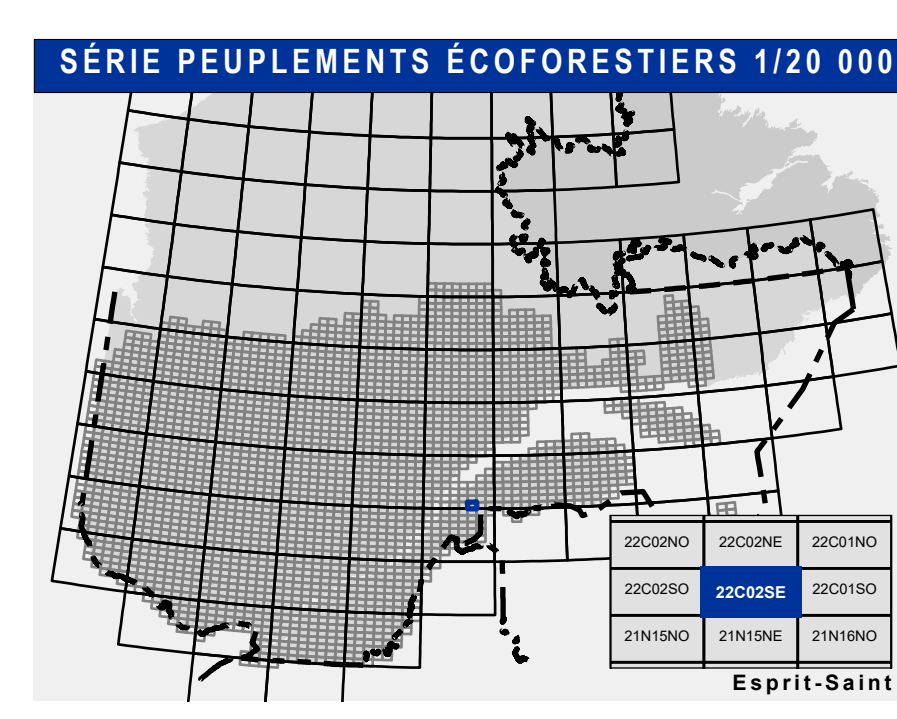 SÉRIE PEUPLEMENTS ÉCOFORESTIERS 1/20 000
22C02NO 22C02NE 22C01NO
22C02SO 22C02SE 22C01SO
21N15NO 21N15NE 21N16NO
Esprit-Saint